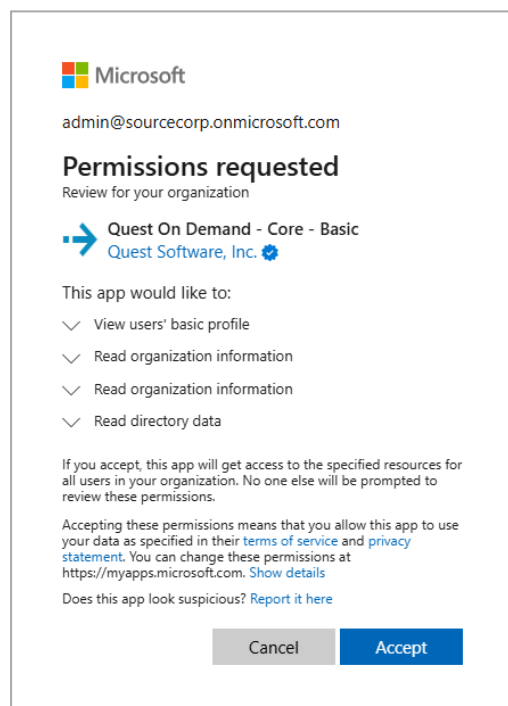 Microsoft
admin@sourcecorp.onmicrosoft.com
Permissions requested
Review for your organization
Quest On Demand - Core - Basic
Quest Software, Inc.
This app would like to:
View users' basic profile
Read organization information
Read organization information
Read directory data
If you accept, this app will get access to the specified resources for
all users in your organization. No one else will be prompted to
review these permissions.
Accepting these permissions means that you allow this app to use
your data as specified in their terms of service and privacy
statement. You can change these permissions at
https://myapps.microsoft.com. Show details
Does this app look suspicious? Report it here
Cancel Accept